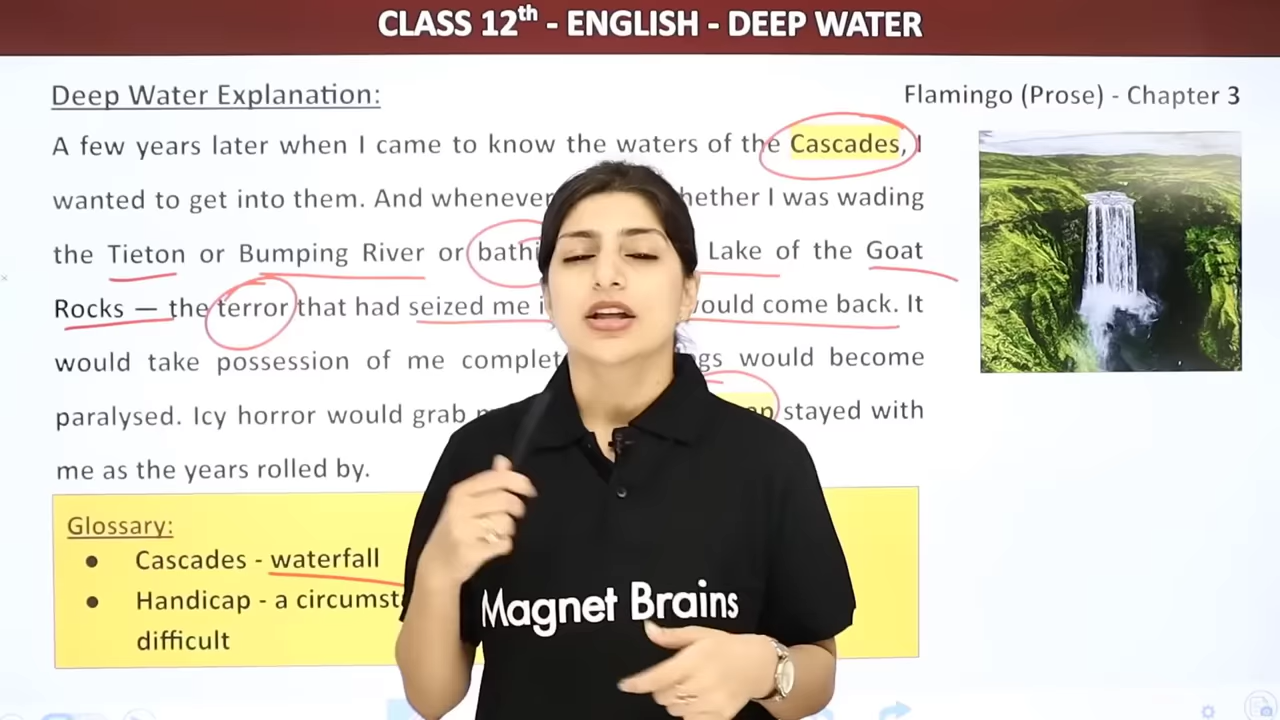 CLASS 12th - ENGLISH - DEEP WATER
Deep Water Explanation:
Flamingo (Prose) - Chapter 3
A few years later when I came to know the waters of the Cascades, I
wanted to get into them. And whenever hether I was wading
the Tieton or Bumping River or bathi Lake of the Goat
Rocks — the terror that had seized me i ould come back. It
would take possession of me complet gs would become
paralysed. Icy horror would grab stayed with
me as the years rolled by.
Glossary:
● Cascades - waterfall
● Handicap - a circumst
difficult
Magnet Brains